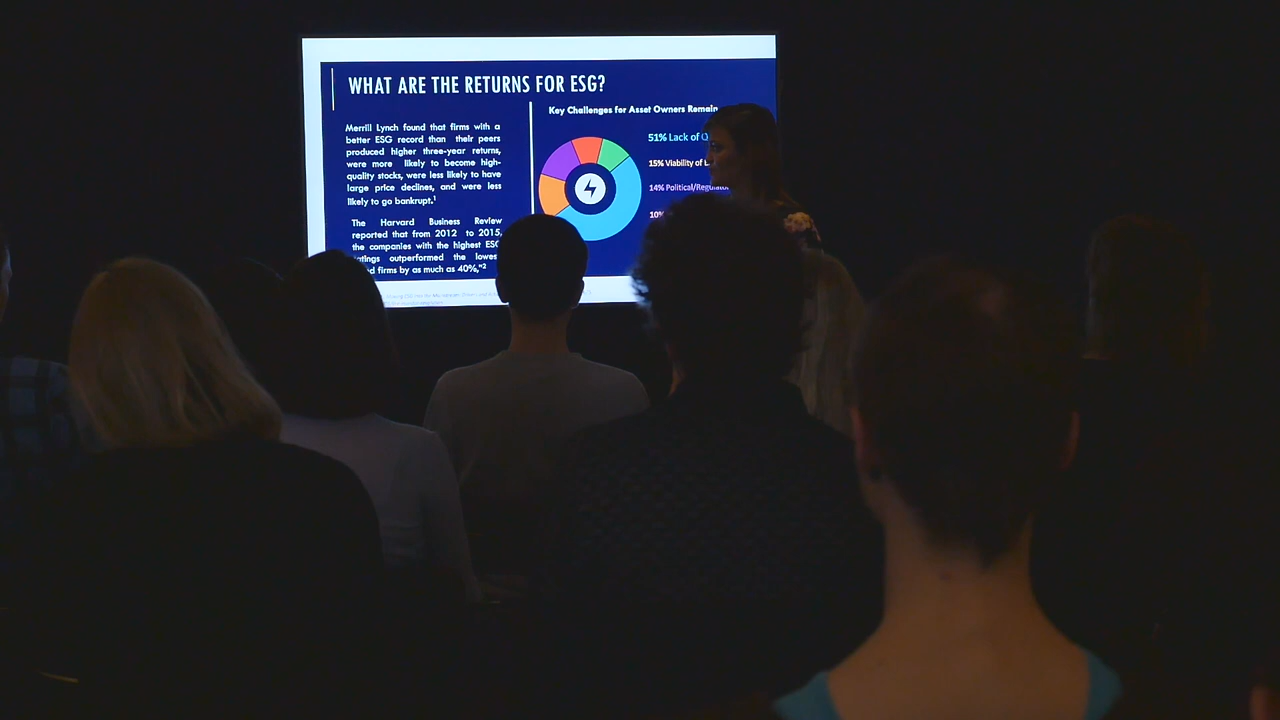 WHAT ARE THE RETURNS FOR ESG?
Merrill Lynch found that firms with a
better ESG record than their peers
produced higher three-year returns,
were more likely to become high-
quality stocks, were less likely to have
large price declines, and were less
likely to go bankrupt.¹
The Harvard Business Review
reported that from 2012 to 2015,
the companies with the highest ESG
outperformed the
firms by as much as 40%,"²
Key Challenges for Asset Owners Remain
51% Lack of
15% Viability of
14%
10%